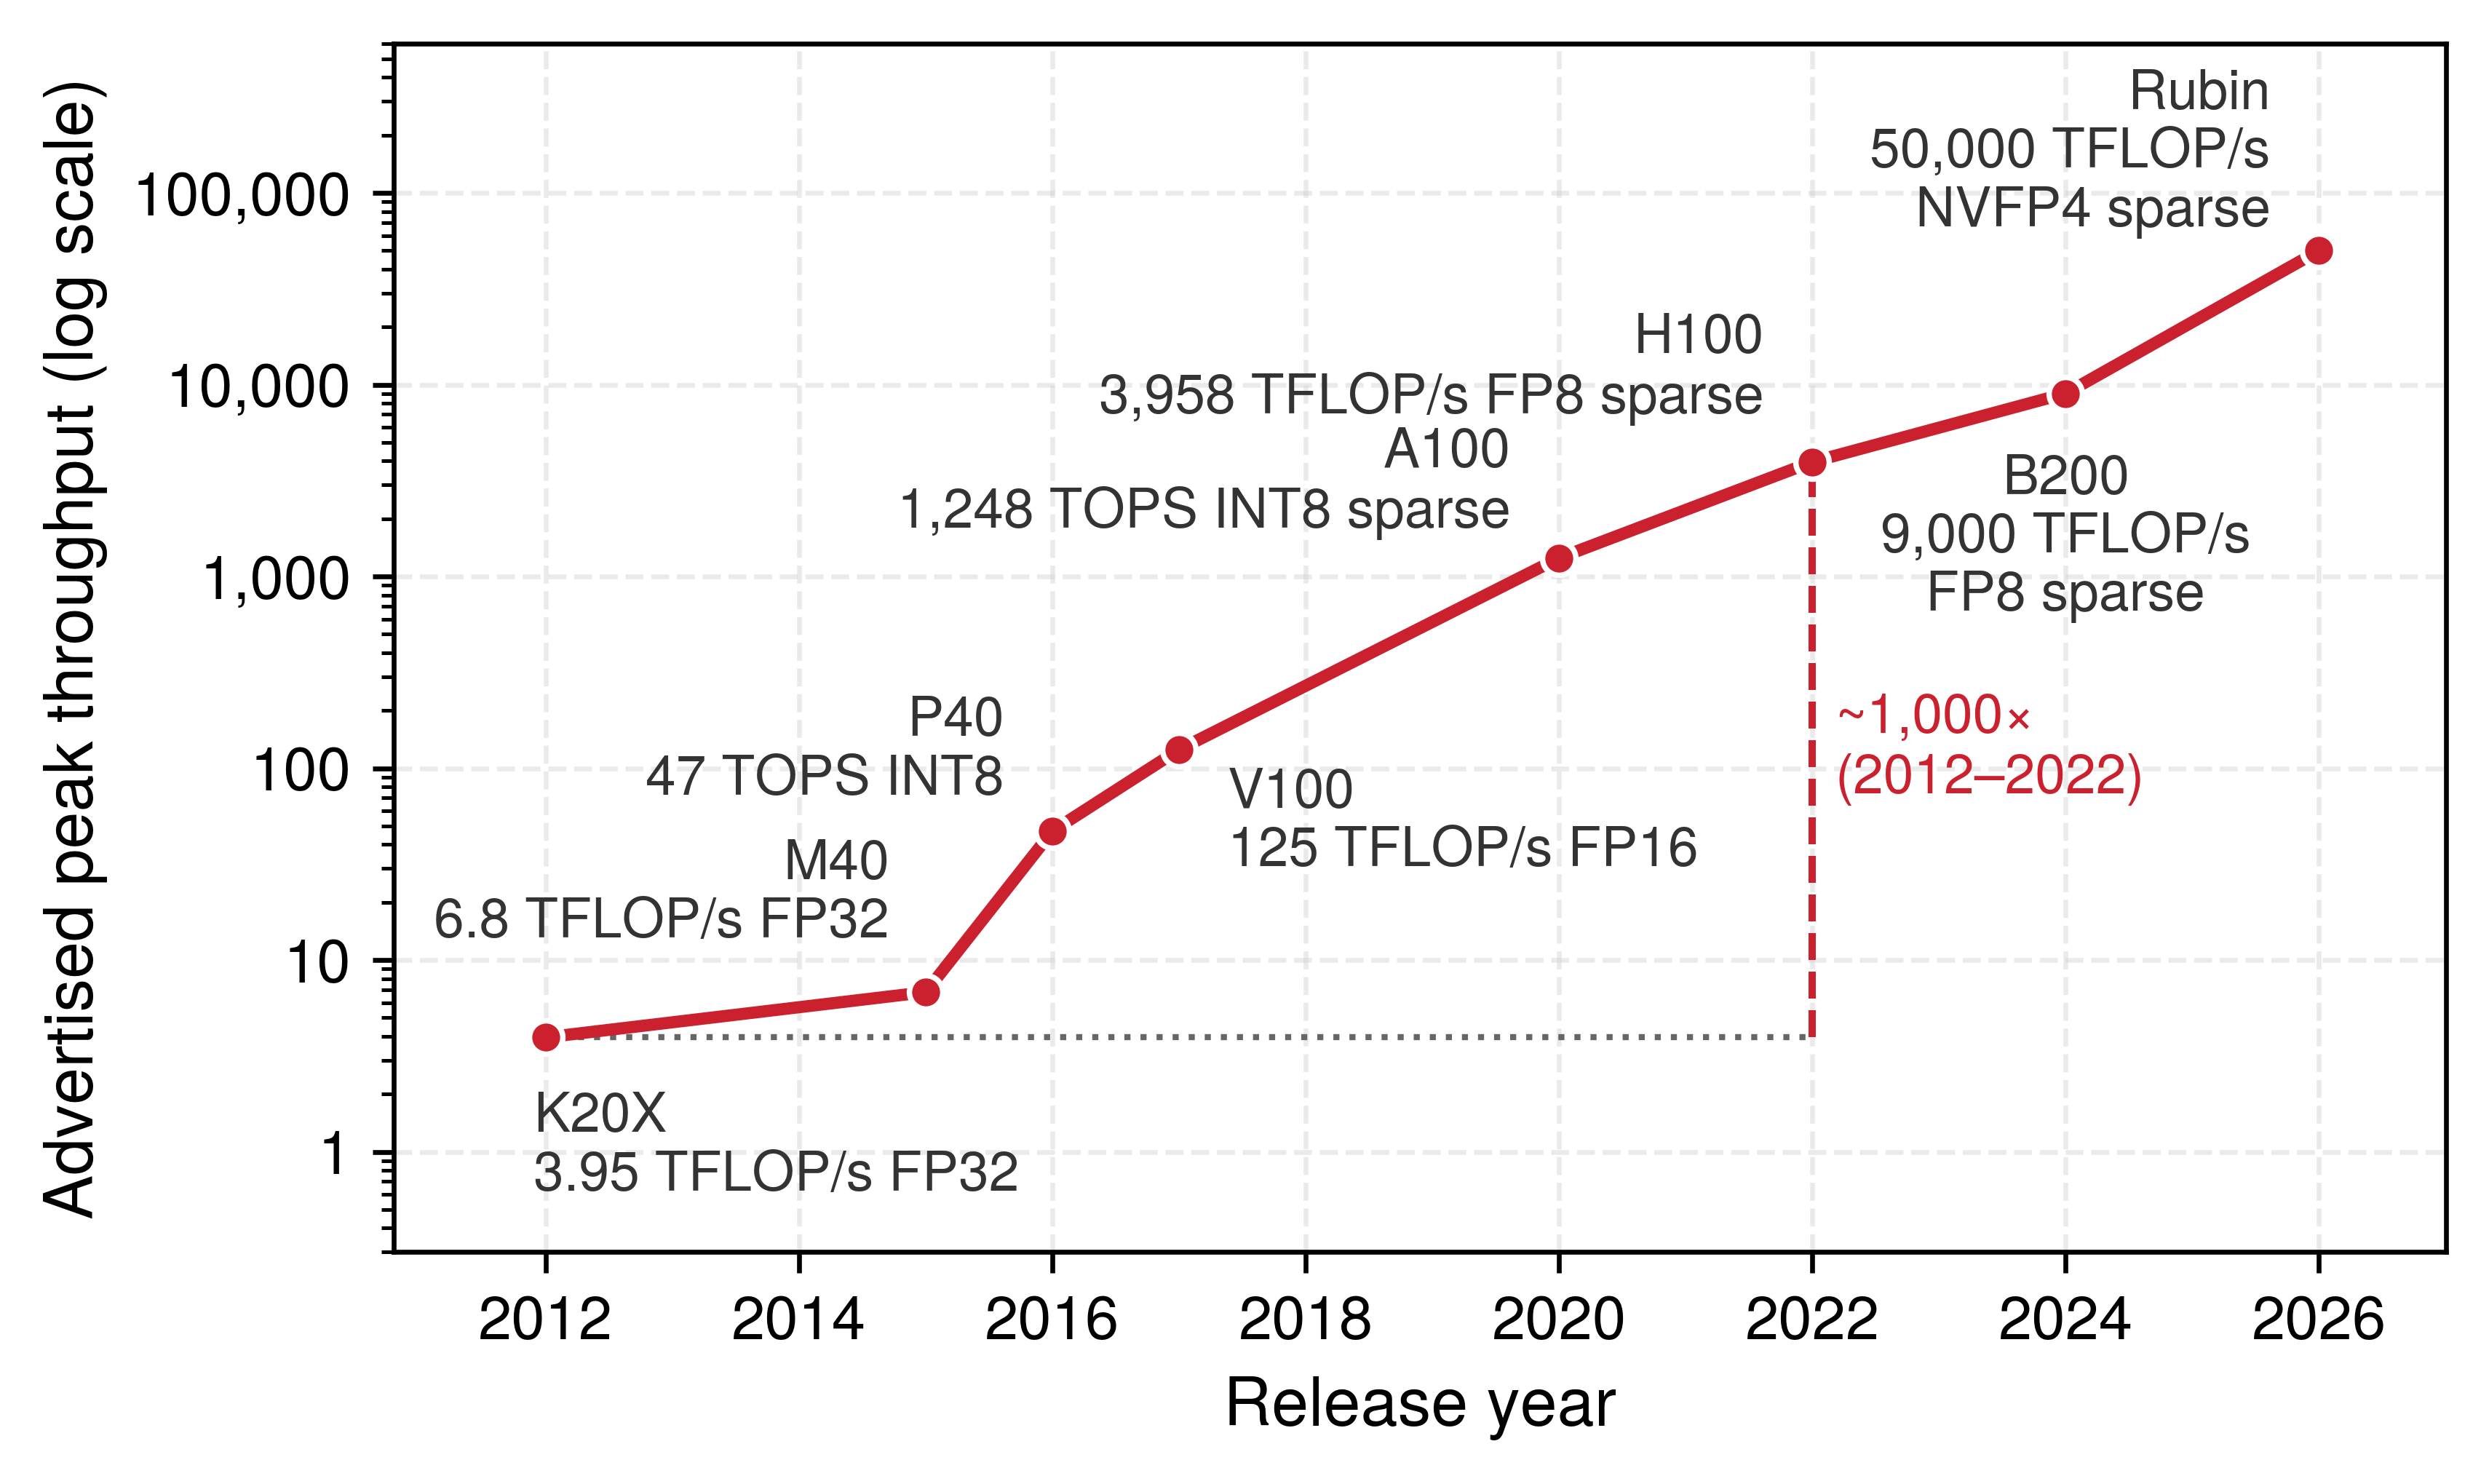 Advertised peak throughput (log scale)
100,000
10,000
1,000
100
10
1
Rubin
50,000 TFLOP/s
NVFP4 sparse
H100
3,958 TFLOP/s FP8 sparse
A100
1,248 TOPS INT8 sparse
B200
9,000 TFLOP/s
FP8 sparse
P40
47 TOPS INT8
~1,000×
(2012–2022)
V100
125 TFLOP/s FP16
M40
6.8 TFLOP/s FP32
K20X
3.95 TFLOP/s FP32
2012
2014
2016
2018
2020
2022
2024
2026
Release year